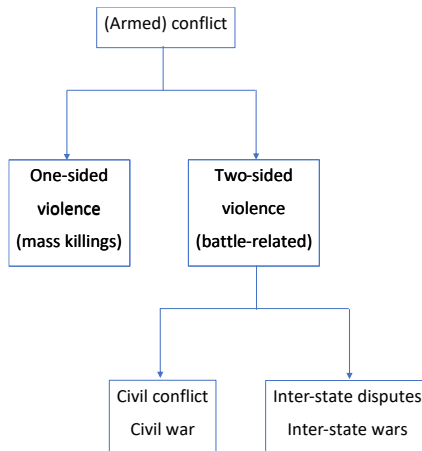 (Armed) conflict
One-sided
violence
(mass killings)
Two-sided
violence
(battle-related)
Civil conflict
Civil war
Inter-state disputes
Inter-state wars